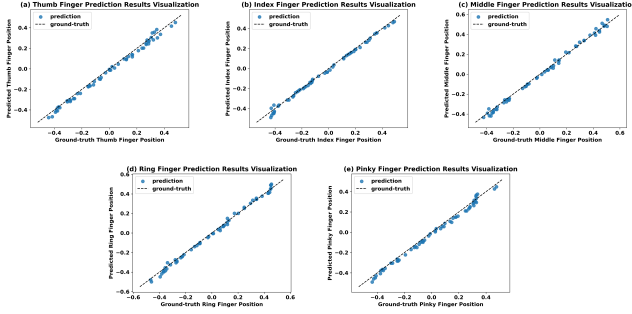 (a) Thumb Finger Prediction Results Visualization
prediction
ground-truth
Predicted Thumb Finger Position
0.4
0.2
0.0
−0.2
−0.4
−0.4 −0.2 0.0 0.2 0.4
Ground-truth Thumb Finger Position
(b) Index Finger Prediction Results Visualization
prediction
ground-truth
Predicted Index Finger Position
0.4
0.2
0.0
−0.2
−0.4
−0.4 −0.2 0.0 0.2 0.4
Ground-truth Index Finger Position
(c) Middle Finger Prediction Results Visualization
prediction
ground-truth
Predicted Middle Finger Position
0.6
0.4
0.2
0.0
−0.2
−0.4
−0.4 −0.2 0.0 0.2 0.4 0.6
Ground-truth Middle Finger Position
(d) Ring Finger Prediction Results Visualization
prediction
ground-truth
Predicted Ring Finger Position
0.6
0.4
0.2
0.0
−0.2
−0.4
−0.6
−0.6 −0.4 −0.2 0.0 0.2 0.4 0.6
Ground-truth Ring Finger Position
(e) Pinky Finger Prediction Results Visualization
prediction
ground-truth
Predicted Pinky Finger Position
0.4
0.2
0.0
−0.2
−0.4
−0.4 −0.2 0.0 0.2 0.4
Ground-truth Pinky Finger Position